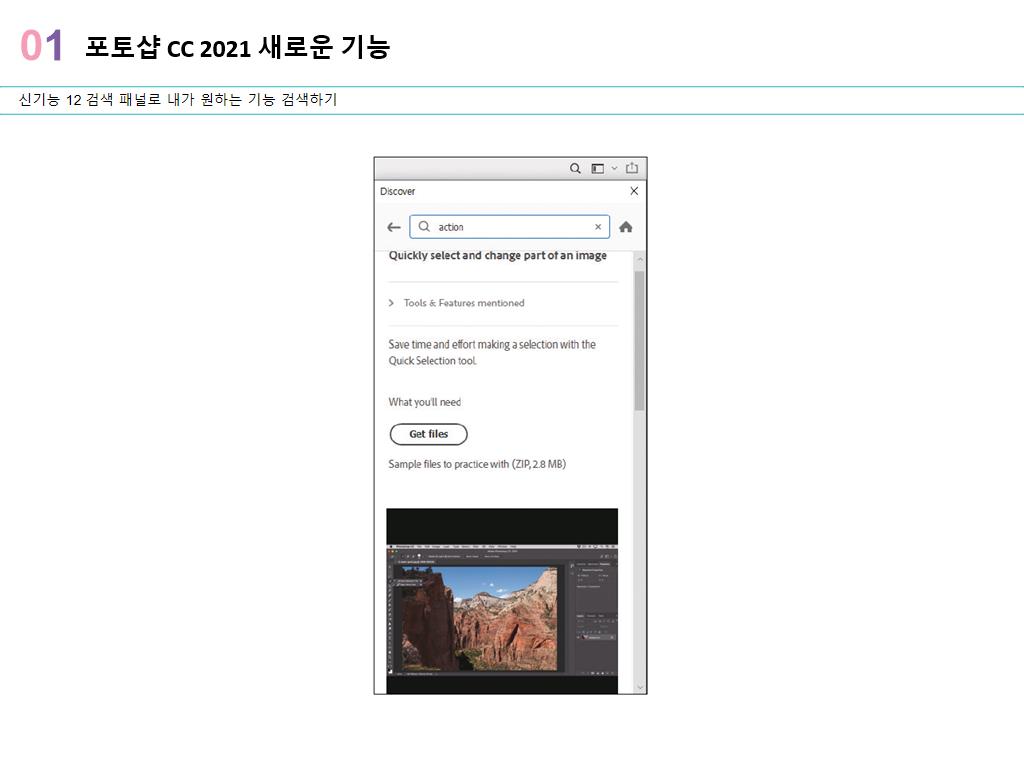 01 포토샵 CC 2021 새로운 기능
신기능 12 검색 패널로 내가 원하는 기능 검색하기
Discover
action
Quickly select and change part of an image
Tools & Features mentioned
Save time and effort making a selection with the
Quick Selection tool.
What you'll need
Get files
Sample files to practice with (ZIP, 2.8 MB)